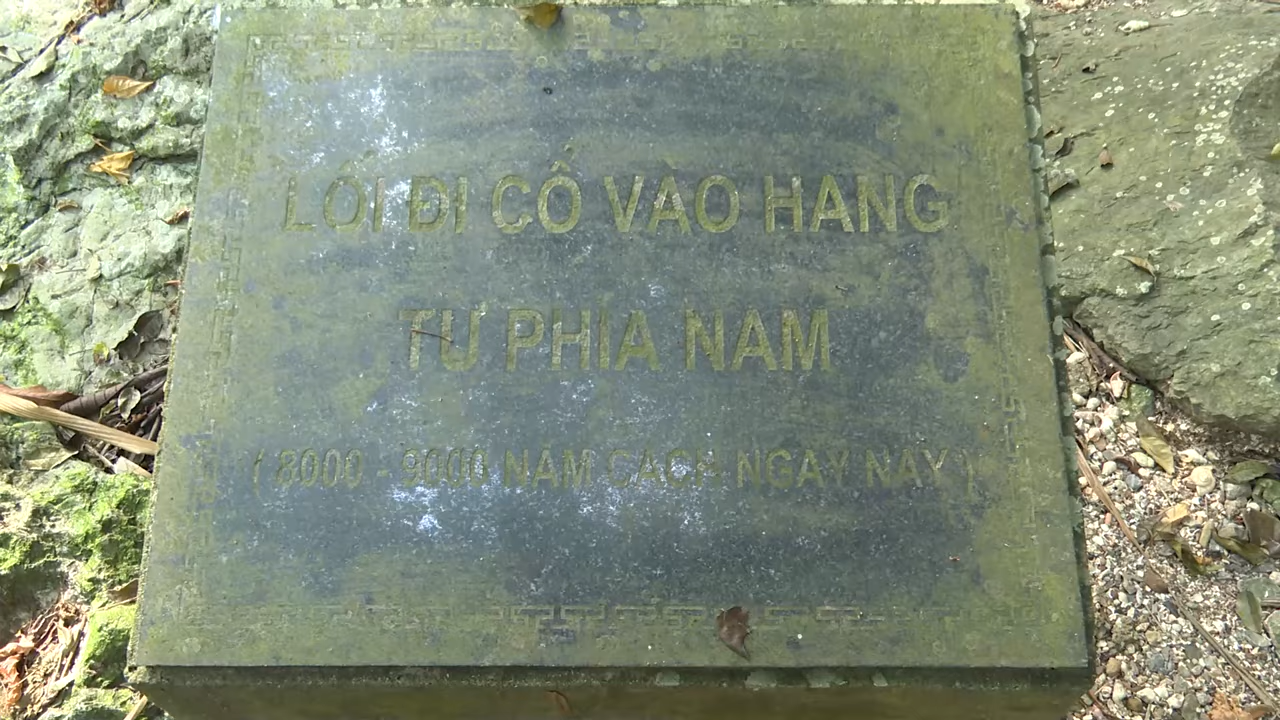 LỐI ĐI CỔ VÀO HANG
TỪ PHÍA NAM
( 8000 - 9000 NĂM CÁCH NGÀY NAY )